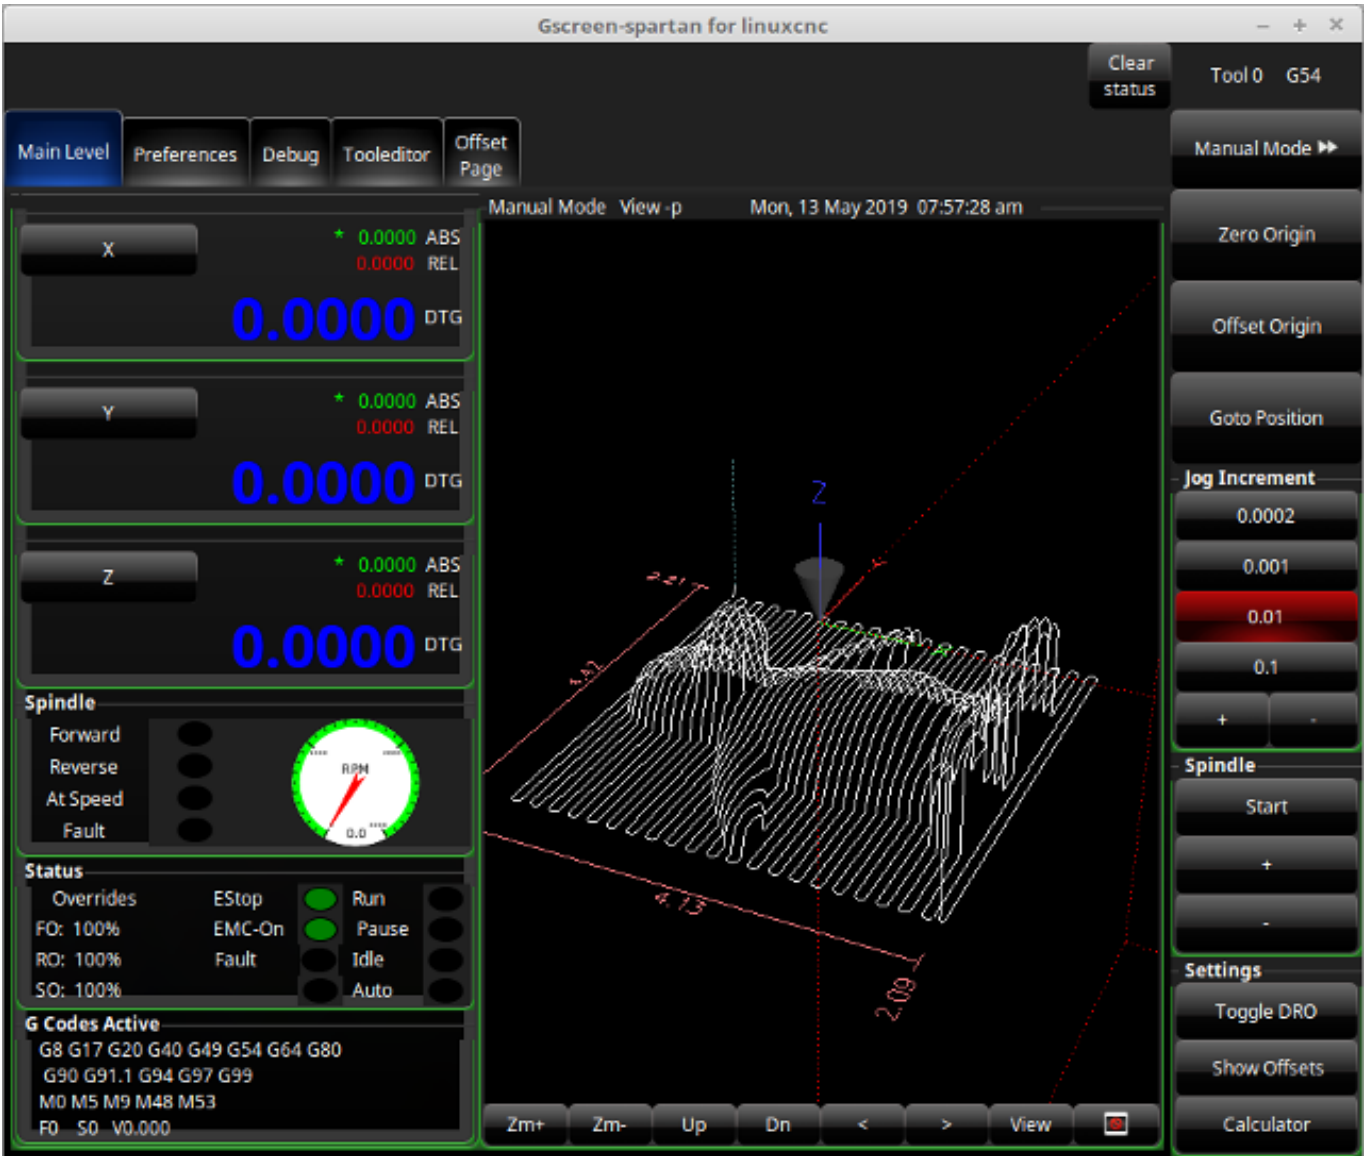 Gscreen-spartan for linuxcnc
Clear status
Tool 0 G54
Main Level
Preferences
Debug
Tooleditor
Offset Page
Manual Mode
Manual Mode View -p Mon, 13 May 2019 07:57:28 am
X
* 0.0000 ABS
0.0000 REL
0.0000 DTG
Y
* 0.0000 ABS
0.0000 REL
0.0000 DTG
Z
* 0.0000 ABS
0.0000 REL
0.0000 DTG
Spindle
Forward
Reverse
At Speed
Fault
RPM
0.0
Status
Overrides EStop Run
FO: 100% EMC-On Pause
RO: 100% Fault Idle
SO: 100% Auto
G Codes Active
G8 G17 G20 G40 G49 G54 G64 G80
G90 G91.1 G94 G97 G99
M0 M5 M9 M48 M53
F0 S0 V0.000
Z
4.13
2.09
Zm+ Zm- Up Dn < > View
Zero Origin
Offset Origin
Goto Position
Jog Increment
0.0002
0.001
0.01
0.1
+ -
Spindle
Start
+
-
Settings
Toggle DRO
Show Offsets
Calculator